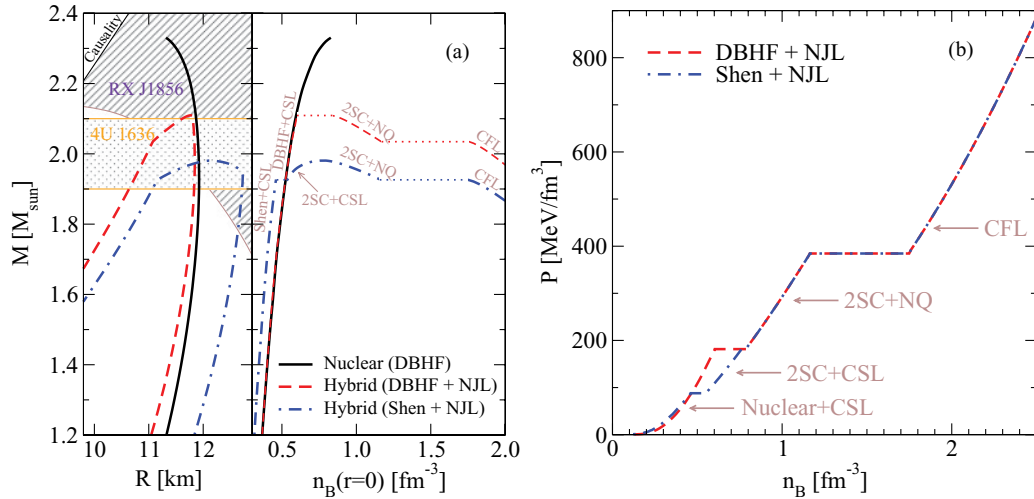 2.4
2.2
2.0
1.8
1.6
1.4
1.2
M [M_sun]
10
11
12
R [km]
Causality
RX J1856
4U 1636
(a)
Shen+CSL
DBHF+CSL
2SC+NQ
CFL
2SC+NQ
CFL
2SC+CSL
Nuclear (DBHF)
Hybrid (DBHF + NJL)
Hybrid (Shen + NJL)
0.5
1.0
1.5
2.0
n_B(r=0) [fm^-3]
800
600
400
200
0
P [MeV/fm^3]
DBHF + NJL
Shen + NJL
(b)
CFL
2SC+NQ
2SC+CSL
Nuclear+CSL
0
1
2
n_B [fm^-3]